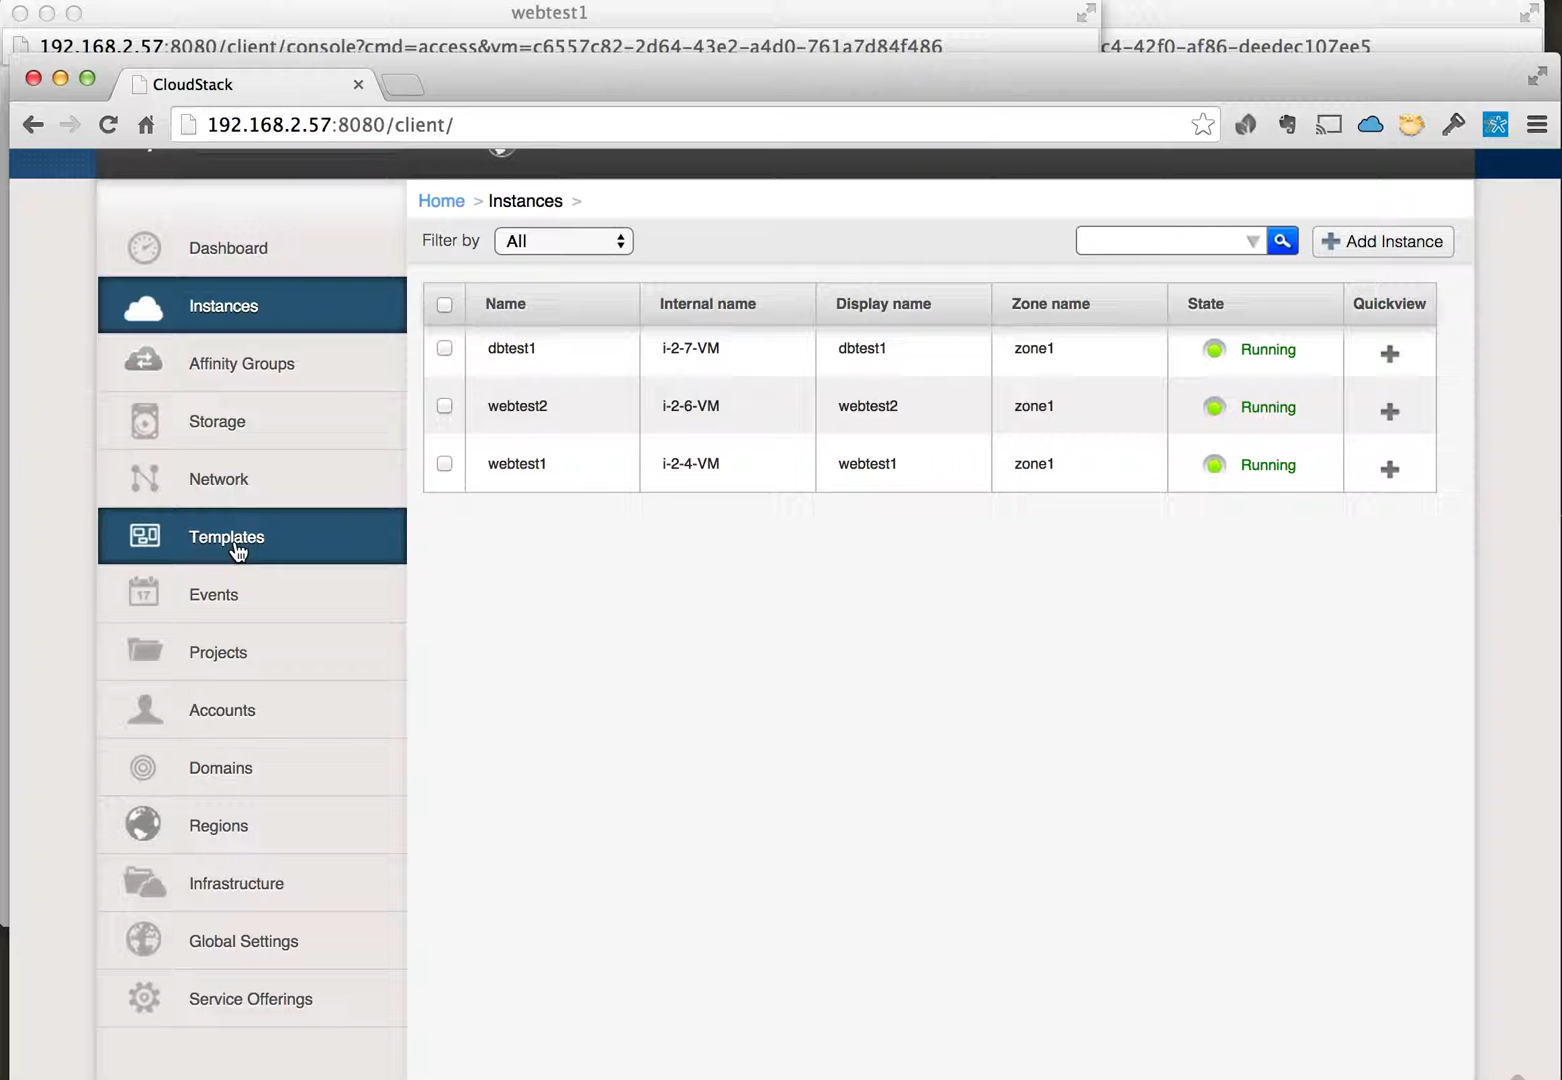 webtest1
192.168.2.57:8080/client/console?cmd=access&vm=c6557c82-2d64-43e2-a4d0-761a7d84f486
c4-42f0-af86-deedec107ee5
CloudStack
192.168.2.57:8080/client/
Home > Instances >
Filter by All Add Instance
Name Internal name Display name Zone name State Quickview
dbtest1 i-2-7-VM dbtest1 zone1 Running
webtest2 i-2-6-VM webtest2 zone1 Running
webtest1 i-2-4-VM webtest1 zone1 Running
Dashboard
Instances
Affinity Groups
Storage
Network
Templates
17 Events
Projects
Accounts
Domains
Regions
Infrastructure
Global Settings
Service Offerings